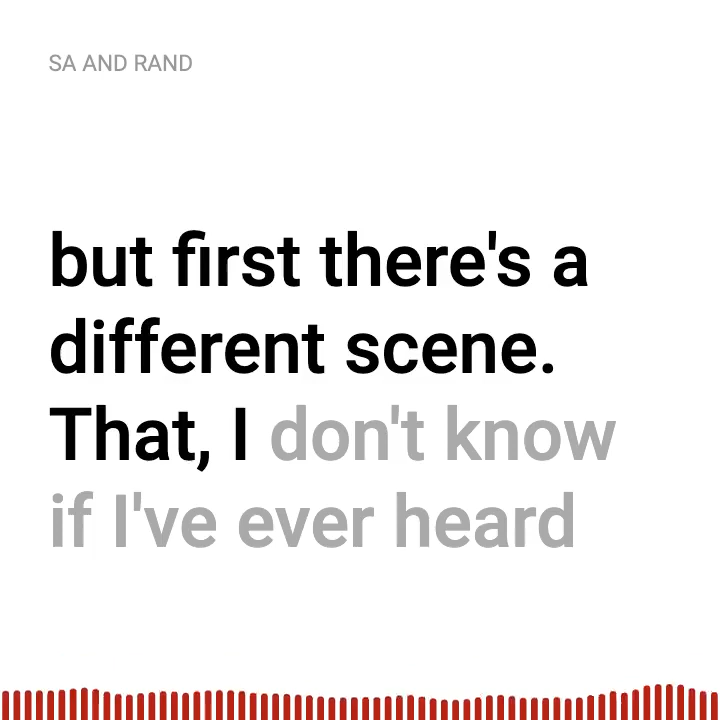 SA AND RAND
but first there's a
different scene.
That, I don't know
if I've ever heard